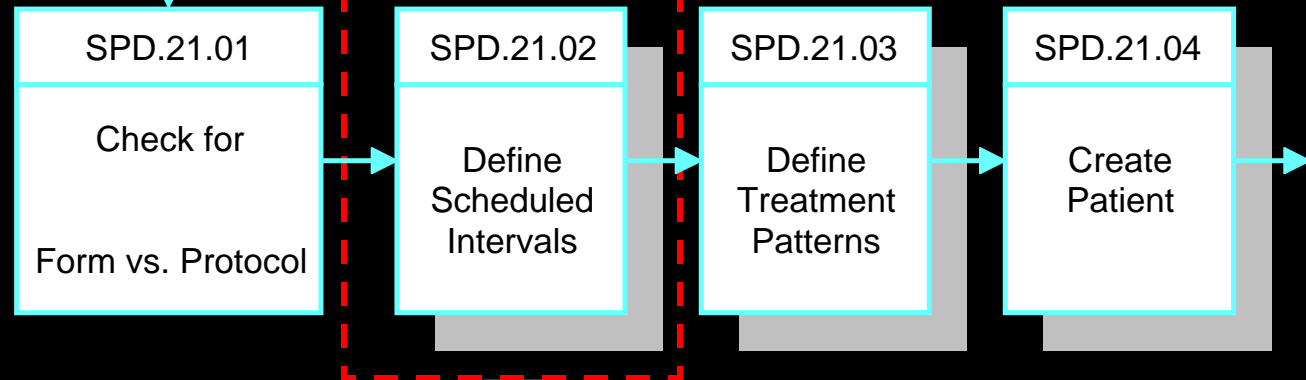 SPD.21.01
Check for
Form vs. Protocol
SPD.21.02
Define
Scheduled
Intervals
SPD.21.03
Define
Treatment
Patterns
SPD.21.04
Create
Patient